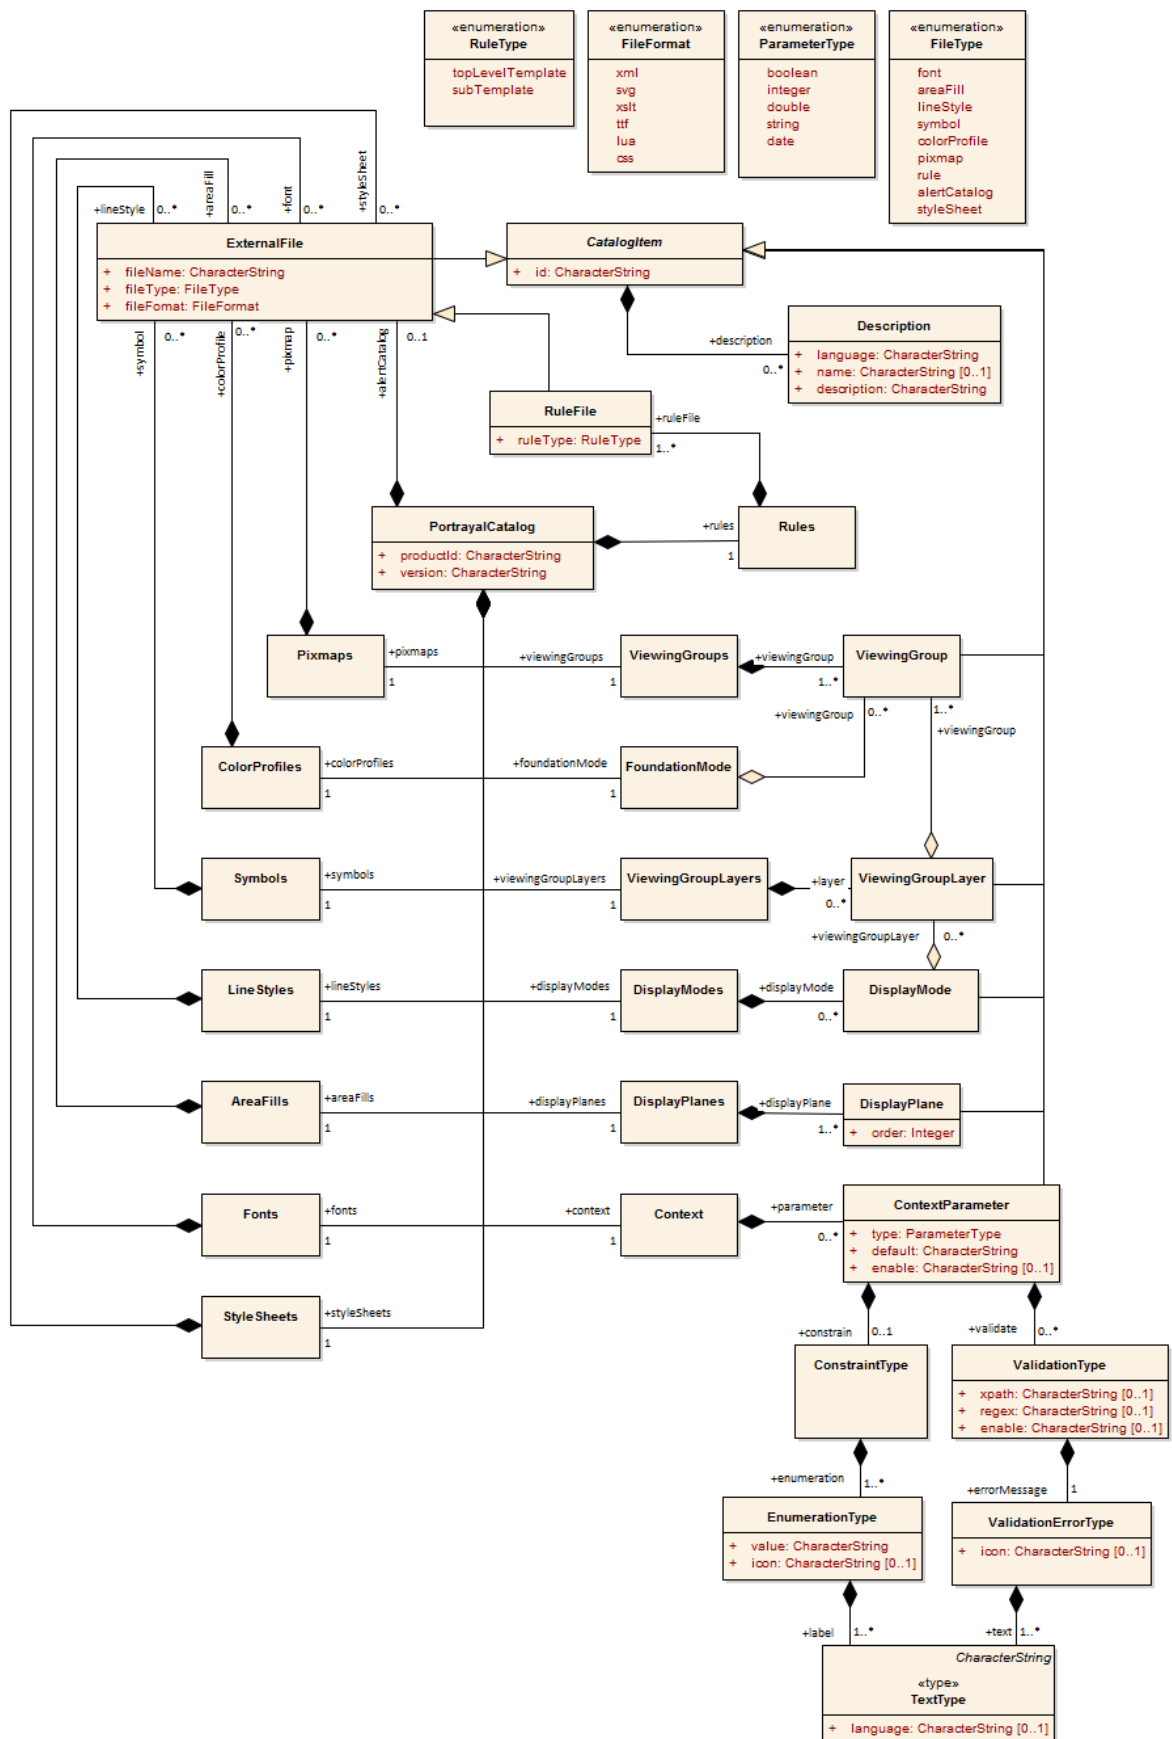 «enumeration»
RuleType
topLevelTemplate
subTemplate
«enumeration»
FileFormat
xml
svg
xslt
ttf
lua
css
«enumeration»
ParameterType
boolean
integer
double
string
date
«enumeration»
FileType
font
areaFill
lineStyle
symbol
colorProfile
pixmap
rule
alertCatalog
styleSheet
+lineStyle
0..*
+areaFill
0..*
+font
0..*
+styleSheet
0..*
ExternalFile
+ fileName: CharacterString
+ fileType: FileType
+ fileFomat: FileFormat
CatalogItem
+ id: CharacterString
+symbol
0..*
+colorProfile
0..*
+pixmap
0..*
+alertCatalog
0..1
+description
0..*
Description
+ language: CharacterString
+ name: CharacterString [0..1]
+ description: CharacterString
RuleFile
+ ruleType: RuleType
+ruleFile
1..*
PortrayalCatalog
+ productId: CharacterString
+ version: CharacterString
+rules
1
Rules
Pixmaps
+pixmaps
1
+viewingGroups
1
ViewingGroups
+viewingGroup
1..*
ViewingGroup
+viewingGroup
0..*
1..*
+viewingGroup
ColorProfiles
+colorProfiles
1
+foundationMode
1
FoundationMode
Symbols
+symbols
1
+viewingGroupLayers
1
ViewingGroupLayers
+layer
0..*
ViewingGroupLayer
+viewingGroupLayer
0..*
LineStyles
+lineStyles
1
+displayModes
1
DisplayModes
+displayMode
0..*
DisplayMode
AreaFills
+areaFills
1
+displayPlanes
1
DisplayPlanes
+displayPlane
1..*
DisplayPlane
+ order: Integer
Fonts
+fonts
1
+context
1
Context
+parameter
0..*
ContextParameter
+ type: ParameterType
+ default: CharacterString
+ enable: CharacterString [0..1]
StyleSheets
+styleSheets
1
+constrain
0..1
+validate
0..*
ConstraintType
ValidationType
+ xpath: CharacterString [0..1]
+ regex: CharacterString [0..1]
+ enable: CharacterString [0..1]
+enumeration
1..*
+errorMessage
1
EnumerationType
+ value: CharacterString
+ icon: CharacterString [0..1]
ValidationErrorType
+ icon: CharacterString [0..1]
+label
1..*
+text
1..*
CharacterString
«type»
TextType
+ language: CharacterString [0..1]